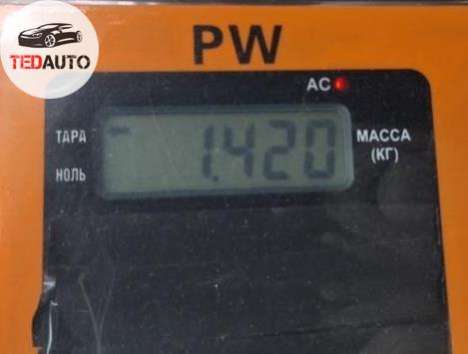 TEDAUTO
PW
AC
ТАРА
1.420
МАССА
(КГ)
НОЛЬ